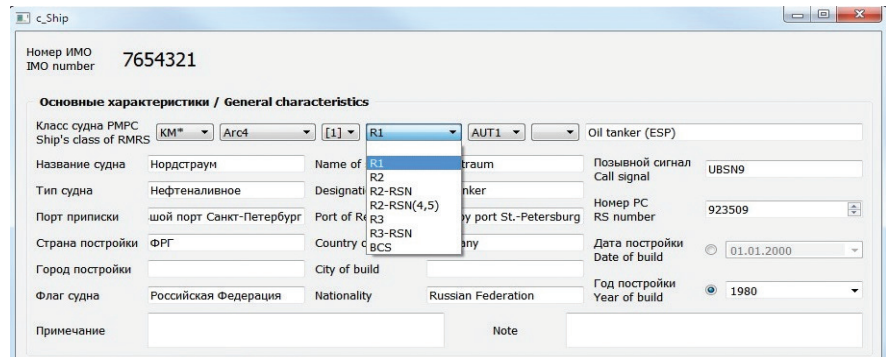 c_Ship
Номер ИМО
IMO number
7654321
Основные характеристики / General characteristics
Класс судна РМРС
Ship's class of RMRS
KM* Arc4 [1] R1 AUT1 Oil tanker (ESP)
R1
R2
R2-RSN
R2-RSN(4,5)
R3
R3-RSN
BCS
Название судна Нордстраум Name of traum
Позывной сигнал
Call signal
UBSN9
Тип судна Нефтеналивное Designati nker
Номер РС
RS number
923509
Порт приписки шой порт Санкт-Петербург Port of Re by port St.-Petersburg
Страна постройки ФРГ Country o any
Дата постройки
Date of build
01.01.2000
Город постройки City of build
Флаг судна Российская Федерация Nationality Russian Federation
Год постройки
Year of build
1980
Примечание Note